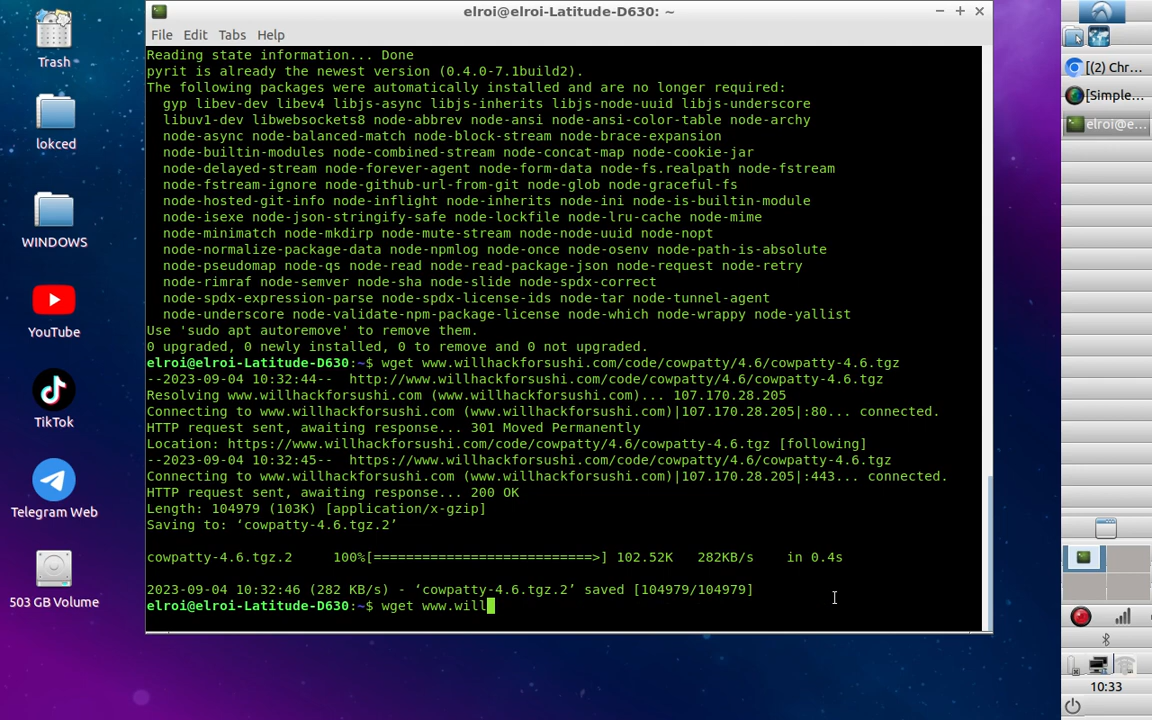 elroi@elroi-Latitude-D630: ~
File Edit Tabs Help
Reading state information... Done
pyrit is already the newest version (0.4.0-7.1build2).
The following packages were automatically installed and are no longer required:
  gyp libev-dev libev4 libjs-async libjs-inherits libjs-node-uuid libjs-underscore
  libuv1-dev libwebsockets8 node-abbrev node-ansi node-ansi-color-table node-archy
  node-async node-balanced-match node-block-stream node-brace-expansion
  node-builtin-modules node-combined-stream node-concat-map node-cookie-jar
  node-delayed-stream node-forever-agent node-form-data node-fs.realpath node-fstream
  node-fstream-ignore node-github-url-from-git node-glob node-graceful-fs
  node-hosted-git-info node-inflight node-inherits node-ini node-is-builtin-module
  node-isexe node-json-stringify-safe node-lockfile node-lru-cache node-mime
  node-minimatch node-mkdirp node-mute-stream node-node-uuid node-nopt
  node-normalize-package-data node-npmlog node-once node-osenv node-path-is-absolute
  node-pseudomap node-qs node-read node-read-package-json node-request node-retry
  node-rimraf node-semver node-sha node-slide node-spdx-correct
  node-spdx-expression-parse node-spdx-license-ids node-tar node-tunnel-agent
  node-underscore node-validate-npm-package-license node-which node-wrappy node-yallist
Use 'sudo apt autoremove' to remove them.
0 upgraded, 0 newly installed, 0 to remove and 0 not upgraded.
elroi@elroi-Latitude-D630:~$ wget www.willhackforsushi.com/code/cowpatty/4.6/cowpatty-4.6.tgz
--2023-09-04 10:32:44--  http://www.willhackforsushi.com/code/cowpatty/4.6/cowpatty-4.6.tgz
Resolving www.willhackforsushi.com (www.willhackforsushi.com)... 107.170.28.205
Connecting to www.willhackforsushi.com (www.willhackforsushi.com)|107.170.28.205|:80... connected.
HTTP request sent, awaiting response... 301 Moved Permanently
Location: https://www.willhackforsushi.com/code/cowpatty/4.6/cowpatty-4.6.tgz [following]
--2023-09-04 10:32:45--  https://www.willhackforsushi.com/code/cowpatty/4.6/cowpatty-4.6.tgz
Connecting to www.willhackforsushi.com (www.willhackforsushi.com)|107.170.28.205|:443... connected.
HTTP request sent, awaiting response... 200 OK
Length: 104979 (103K) [application/x-gzip]
Saving to: ‘cowpatty-4.6.tgz.2’
cowpatty-4.6.tgz.2     100%[===========================>] 102.52K   282KB/s    in 0.4s
2023-09-04 10:32:46 (282 KB/s) - ‘cowpatty-4.6.tgz.2’ saved [104979/104979]
elroi@elroi-Latitude-D630:~$ wget www.will
Trash
lokced
WINDOWS
YouTube
TikTok
Telegram Web
503 GB Volume
[(2) Chr...
[Simple...
elroi@e...
10:33